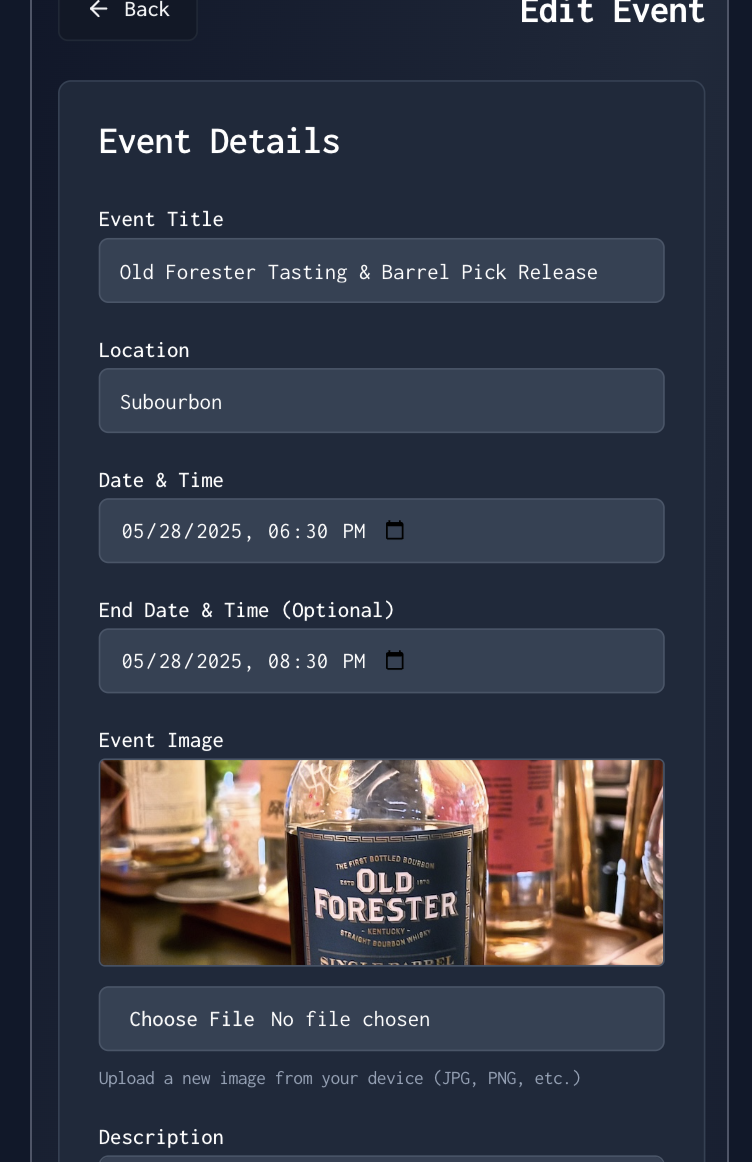 Back
Edit Event
Event Details
Event Title
Old Forester Tasting & Barrel Pick Release
Location
Subourbon
Date & Time
05/28/2025, 06:30 PM
End Date & Time (Optional)
05/28/2025, 08:30 PM
Event Image
THE FIRST BOTTLED BOURBON
ESTD 1870
OLD
FORESTER
- KENTUCKY -
STRAIGHT BOURBON WHISKY
SINGLE BARREL
Choose File No file chosen
Upload a new image from your device (JPG, PNG, etc.)
Description